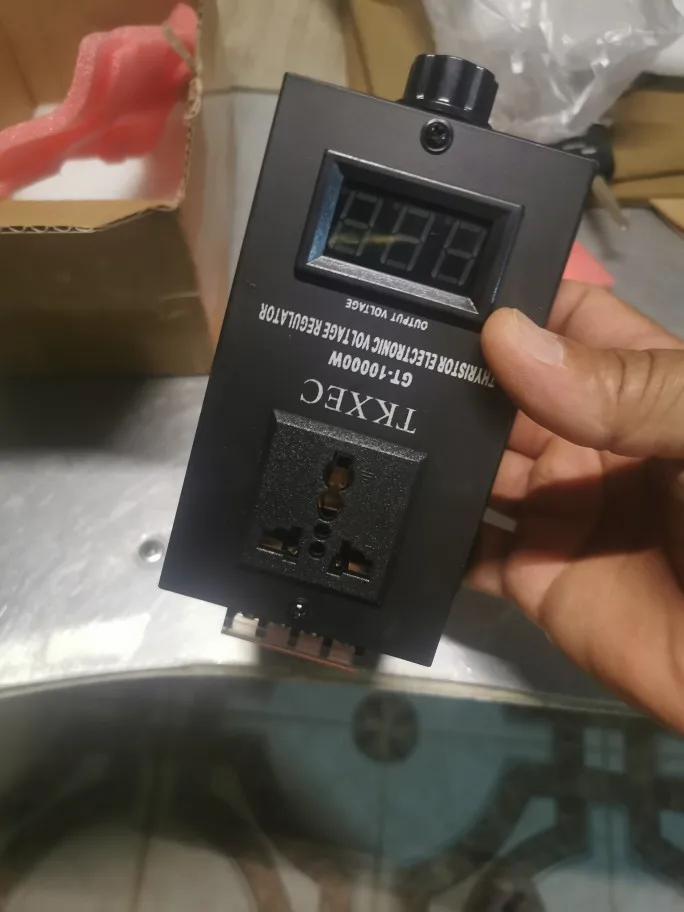 TKXEC
GT-10000W
THYRISTOR ELECTRONIC VOLTAGE REGULATOR
OUTPUT VOLTAGE